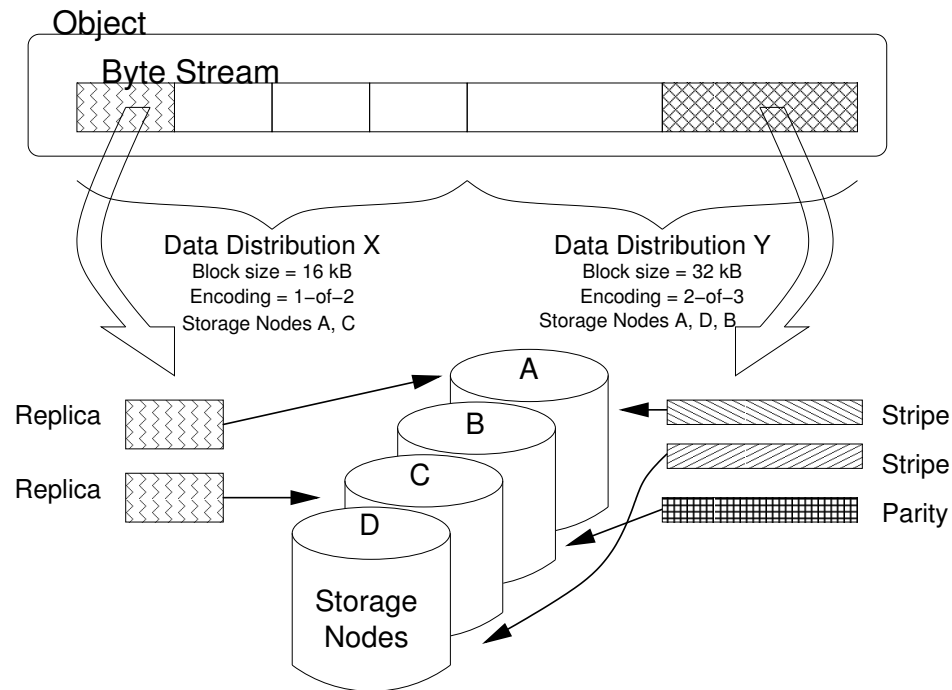 Object
Byte Stream
Data Distribution X
Block size = 16 kB
Encoding = 1−of−2
Storage Nodes A, C
Data Distribution Y
Block size = 32 kB
Encoding = 2−of−3
Storage Nodes A, D, B
A
B
C
D
Storage
Nodes
Replica
Replica
Stripe
Stripe
Parity